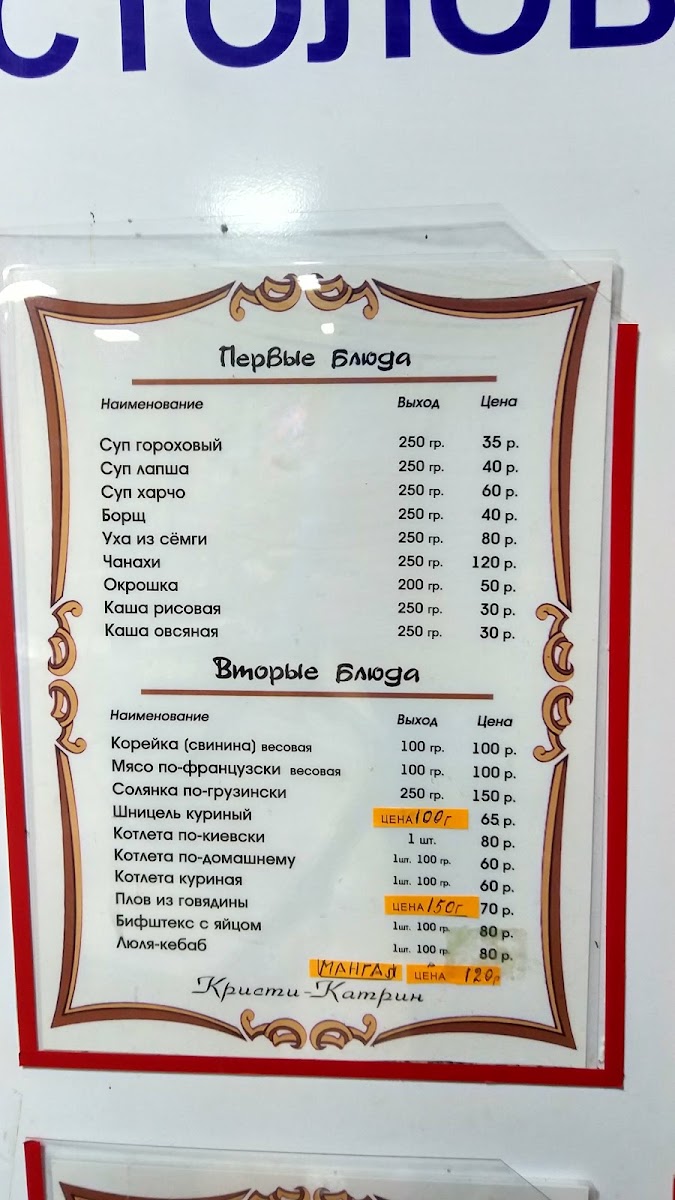 СТОЛОВ
Первые блюда
Наименование Выход Цена
Суп гороховый 250 гр. 35 р.
Суп лапша 250 гр. 40 р.
Суп харчо 250 гр. 60 р.
Борщ 250 гр. 40 р.
Уха из сёмги 250 гр. 80 р.
Чанахи 250 гр. 120 р.
Окрошка 200 гр. 50 р.
Каша рисовая 250 гр. 30 р.
Каша овсяная 250 гр. 30 р.
Вторые блюда
Наименование Выход Цена
Корейка (свинина) весовая 100 гр. 100 р.
Мясо по-французски весовая 100 гр. 100 р.
Солянка по-грузински 250 гр. 150 р.
Шницель куриный ЦЕНА 100 г 65 р.
Котлета по-киевски 1 шт. 80 р.
Котлета по-домашнему 1шт. 100 гр. 60 р.
Котлета куриная 1шт. 100 гр. 60 р.
Плов из говядины ЦЕНА 150 г 70 р.
Бифштекс с яйцом 1шт. 100 гр. 80 р.
Люля-кебаб 1шт. 100 гр. 80 р.
МАНГАЛ ЦЕНА 120 р
Кристи-Катрин